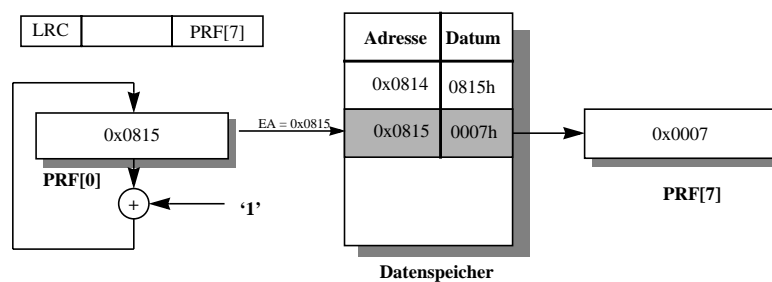 LRC PRF[7]
Adresse Datum
0x0814 0815h
0x0815 EA = 0x0815 0x0815 0007h 0x0007
PRF[0] PRF[7]
+ ‘1’
Datenspeicher